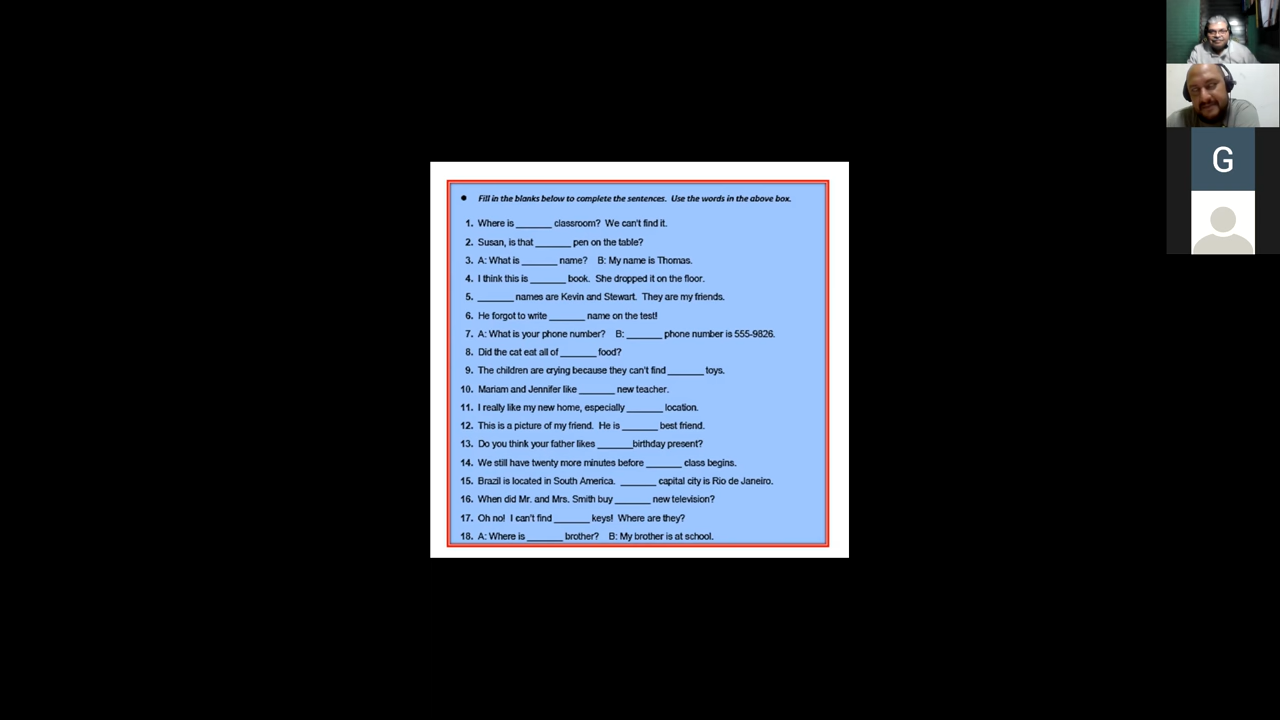 • Fill in the blanks below to complete the sentences. Use the words in the above box.
1. Where is _______ classroom? We can't find it.
2. Susan, is that _______ pen on the table?
3. A: What is _______ name? B: My name is Thomas.
4. I think this is _______ book. She dropped it on the floor.
5. _______ names are Kevin and Stewart. They are my friends.
6. He forgot to write _______ name on the test!
7. A: What is your phone number? B: _______ phone number is 555-9826.
8. Did the cat eat all of _______ food?
9. The children are crying because they can't find _______ toys.
10. Mariam and Jennifer like _______ new teacher.
11. I really like my new home, especially _______ location.
12. This is a picture of my friend. He is _______ best friend.
13. Do you think your father likes _______birthday present?
14. We still have twenty more minutes before _______ class begins.
15. Brazil is located in South America. _______ capital city is Rio de Janeiro.
16. When did Mr. and Mrs. Smith buy _______ new television?
17. Oh no! I can't find _______ keys! Where are they?
18. A: Where is _______ brother? B: My brother is at school.
G